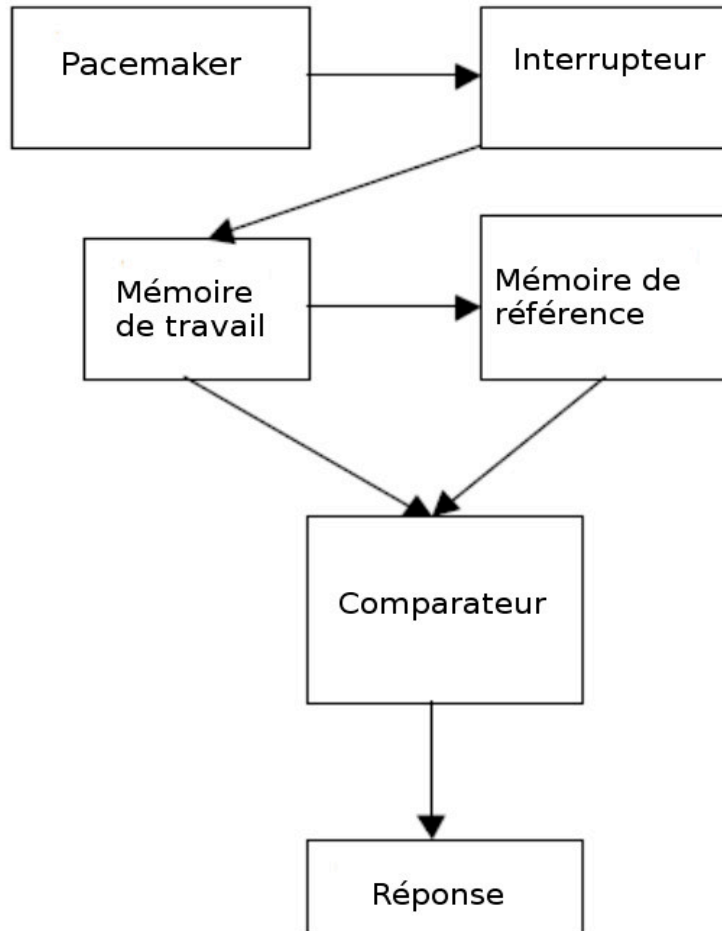 Pacemaker
Interrupteur
Mémoire
de travail
Mémoire de
référence
Comparateur
Réponse